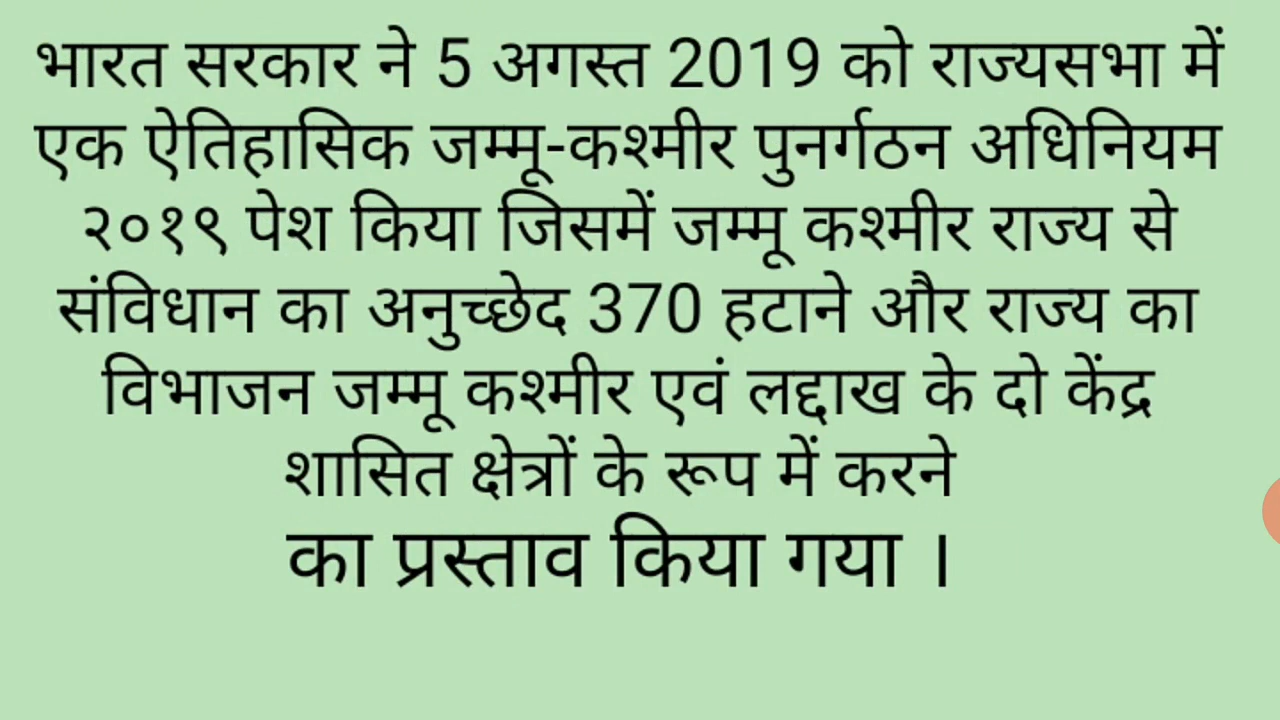 भारत सरकार ने 5 अगस्त 2019 को राज्यसभा में
एक ऐतिहासिक जम्मू-कश्मीर पुनर्गठन अधिनियम
२०१९ पेश किया जिसमें जम्मू कश्मीर राज्य से
संविधान का अनुच्छेद 370 हटाने और राज्य का
विभाजन जम्मू कश्मीर एवं लद्दाख के दो केंद्र
शासित क्षेत्रों के रूप में करने
का प्रस्ताव किया गया ।